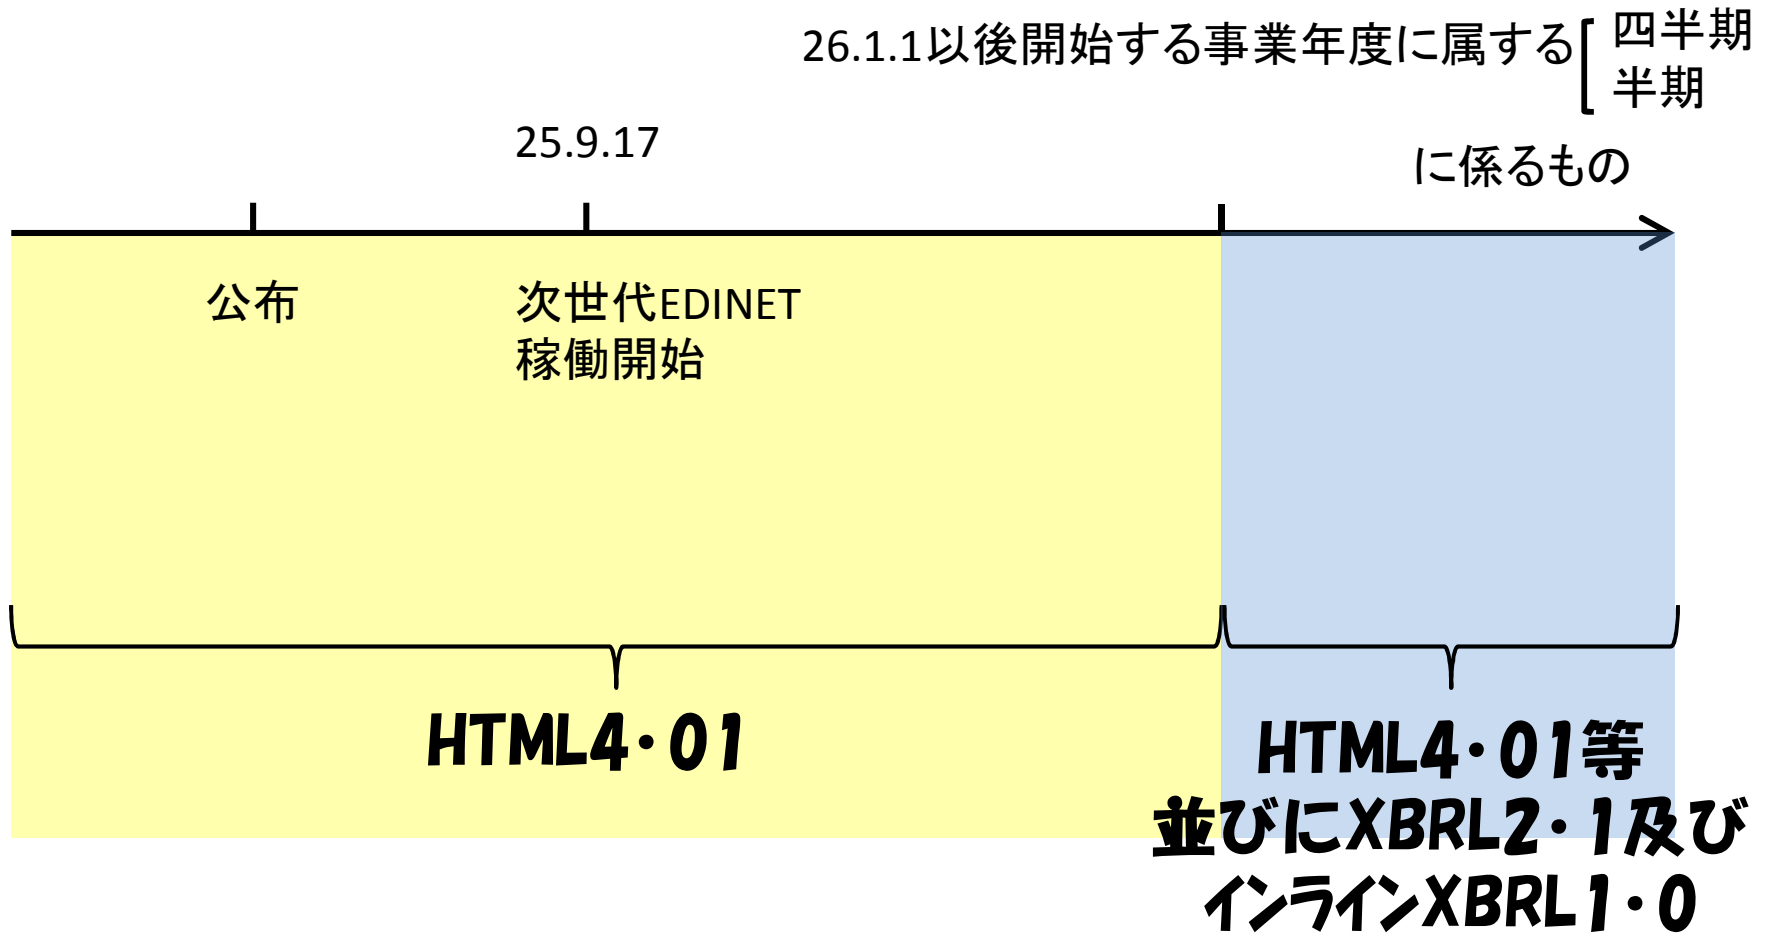 26.1.1以後開始する事業年度に属する
四半期
半期
に係るもの
25.9.17
公布
次世代EDINET
稼働開始
HTML4・01
HTML4・01等
並びにXBRL2・1及び
インラインXBRL1・0